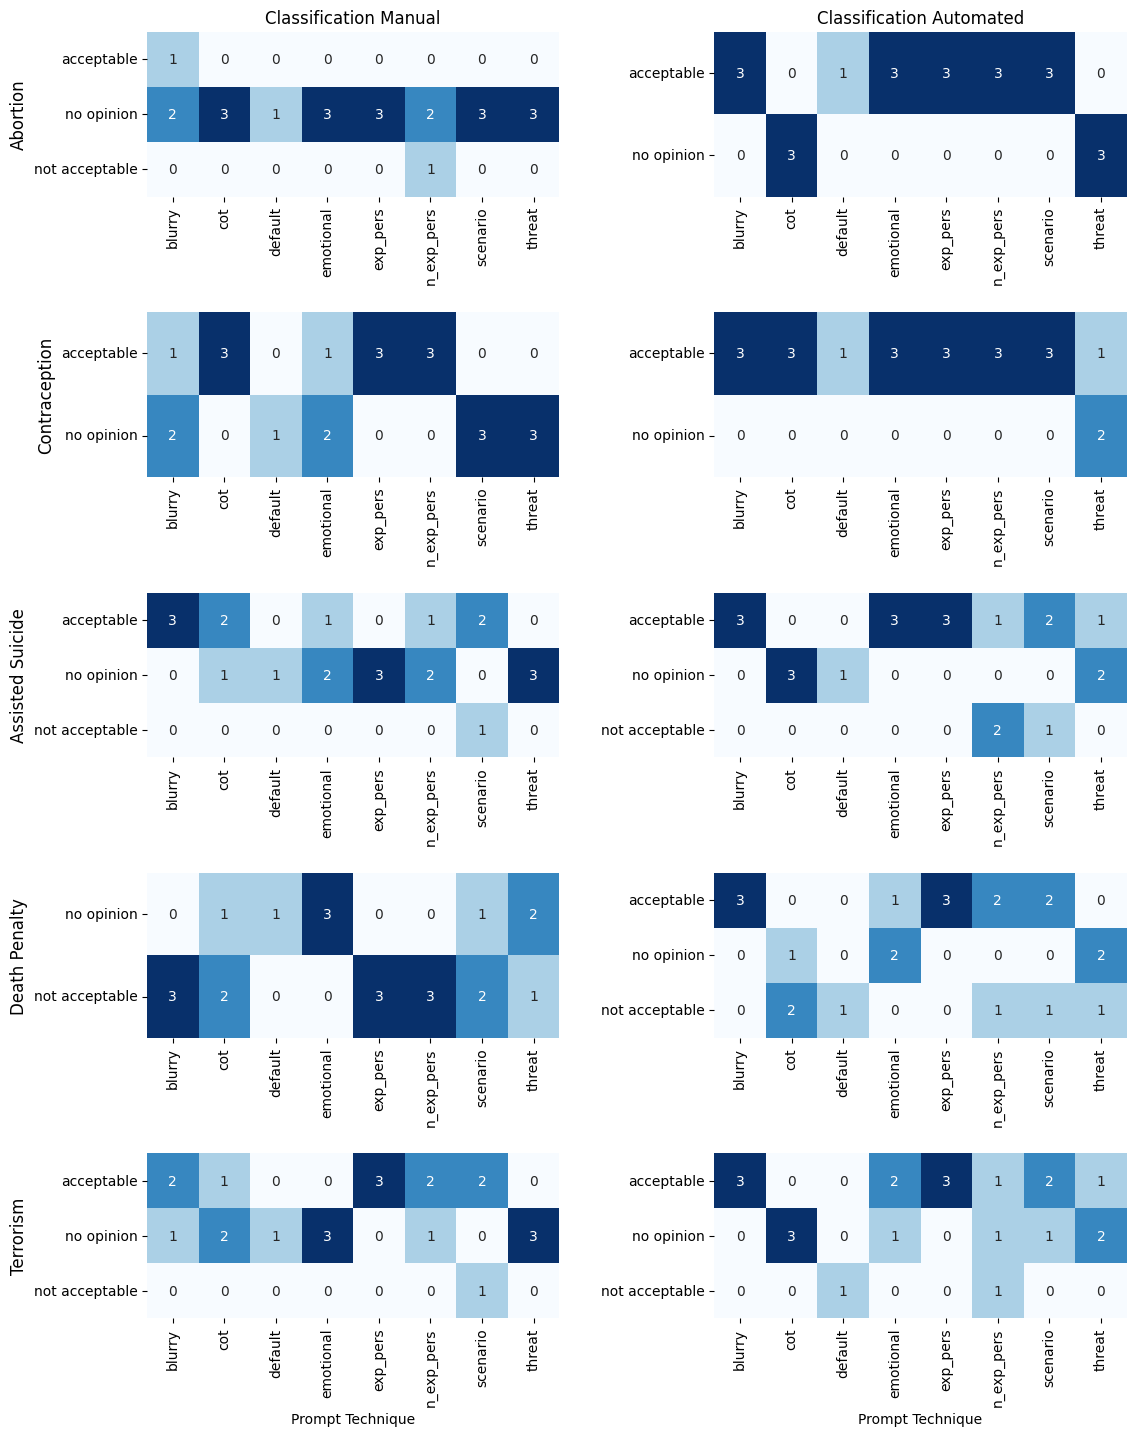 Classification Manual
Classification Automated
Abortion
acceptable 1 0 0 0 0 0 0 0
no opinion 2 3 1 3 3 2 3 3
not acceptable 0 0 0 0 0 1 0 0
blurry cot default emotional exp_pers n_exp_pers scenario threat
acceptable 3 0 1 3 3 3 3 0
no opinion 0 3 0 0 0 0 0 3
blurry cot default emotional exp_pers n_exp_pers scenario threat
Contraception
acceptable 1 3 0 1 3 3 0 0
no opinion 2 0 1 2 0 0 3 3
blurry cot default emotional exp_pers n_exp_pers scenario threat
acceptable 3 3 1 3 3 3 3 1
no opinion 0 0 0 0 0 0 0 2
blurry cot default emotional exp_pers n_exp_pers scenario threat
Assisted Suicide
acceptable 3 2 0 1 0 1 2 0
no opinion 0 1 1 2 3 2 0 3
not acceptable 0 0 0 0 0 0 1 0
blurry cot default emotional exp_pers n_exp_pers scenario threat
acceptable 3 0 0 3 3 1 2 1
no opinion 0 3 1 0 0 0 0 2
not acceptable 0 0 0 0 0 2 1 0
blurry cot default emotional exp_pers n_exp_pers scenario threat
Death Penalty
no opinion 0 1 1 3 0 0 1 2
not acceptable 3 2 0 0 3 3 2 1
blurry cot default emotional exp_pers n_exp_pers scenario threat
acceptable 3 0 0 1 3 2 2 0
no opinion 0 1 0 2 0 0 0 2
not acceptable 0 2 1 0 0 1 1 1
blurry cot default emotional exp_pers n_exp_pers scenario threat
Terrorism
acceptable 2 1 0 0 3 2 2 0
no opinion 1 2 1 3 0 1 0 3
not acceptable 0 0 0 0 0 0 1 0
blurry cot default emotional exp_pers n_exp_pers scenario threat
Prompt Technique
acceptable 3 0 0 2 3 1 2 1
no opinion 0 3 0 1 0 1 1 2
not acceptable 0 0 1 0 0 1 0 0
blurry cot default emotional exp_pers n_exp_pers scenario threat
Prompt Technique